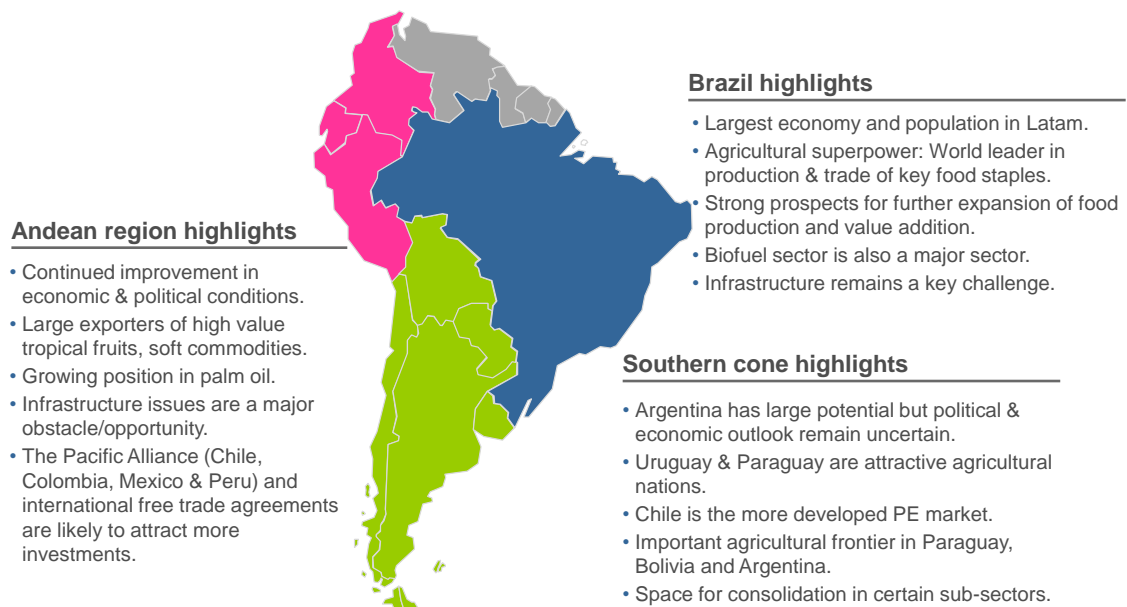 Brazil highlights
• Largest economy and population in Latam.
• Agricultural superpower: World leader in
production & trade of key food staples.
• Strong prospects for further expansion of food
production and value addition.
• Biofuel sector is also a major sector.
• Infrastructure remains a key challenge.
Andean region highlights
• Continued improvement in
economic & political conditions.
• Large exporters of high value
tropical fruits, soft commodities.
• Growing position in palm oil.
• Infrastructure issues are a major
obstacle/opportunity.
• The Pacific Alliance (Chile,
Colombia, Mexico & Peru) and
international free trade agreements
are likely to attract more
investments.
Southern cone highlights
• Argentina has large potential but political &
economic outlook remain uncertain.
• Uruguay & Paraguay are attractive agricultural
nations.
• Chile is the more developed PE market.
• Important agricultural frontier in Paraguay,
Bolivia and Argentina.
• Space for consolidation in certain sub-sectors.